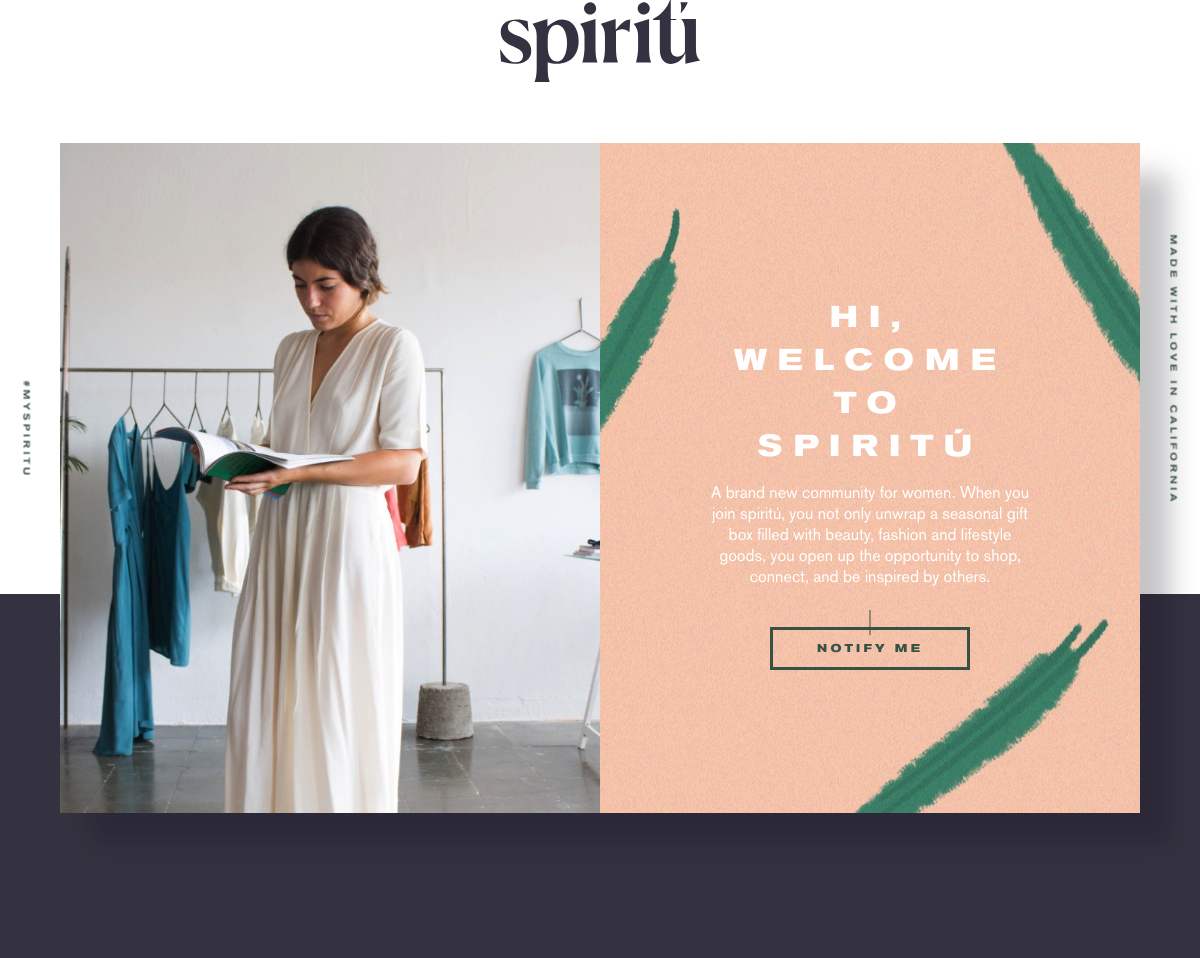 spiritú
#MYSPIRITU
HI,
WELCOME
TO
SPIRITÚ
A brand new community for women. When you
join spiritú, you not only unwrap a seasonal gift
box filled with beauty, fashion and lifestyle
goods, you open up the opportunity to shop,
connect, and be inspired by others.
NOTIFY ME
MADE WITH LOVE IN CALIFORNIA